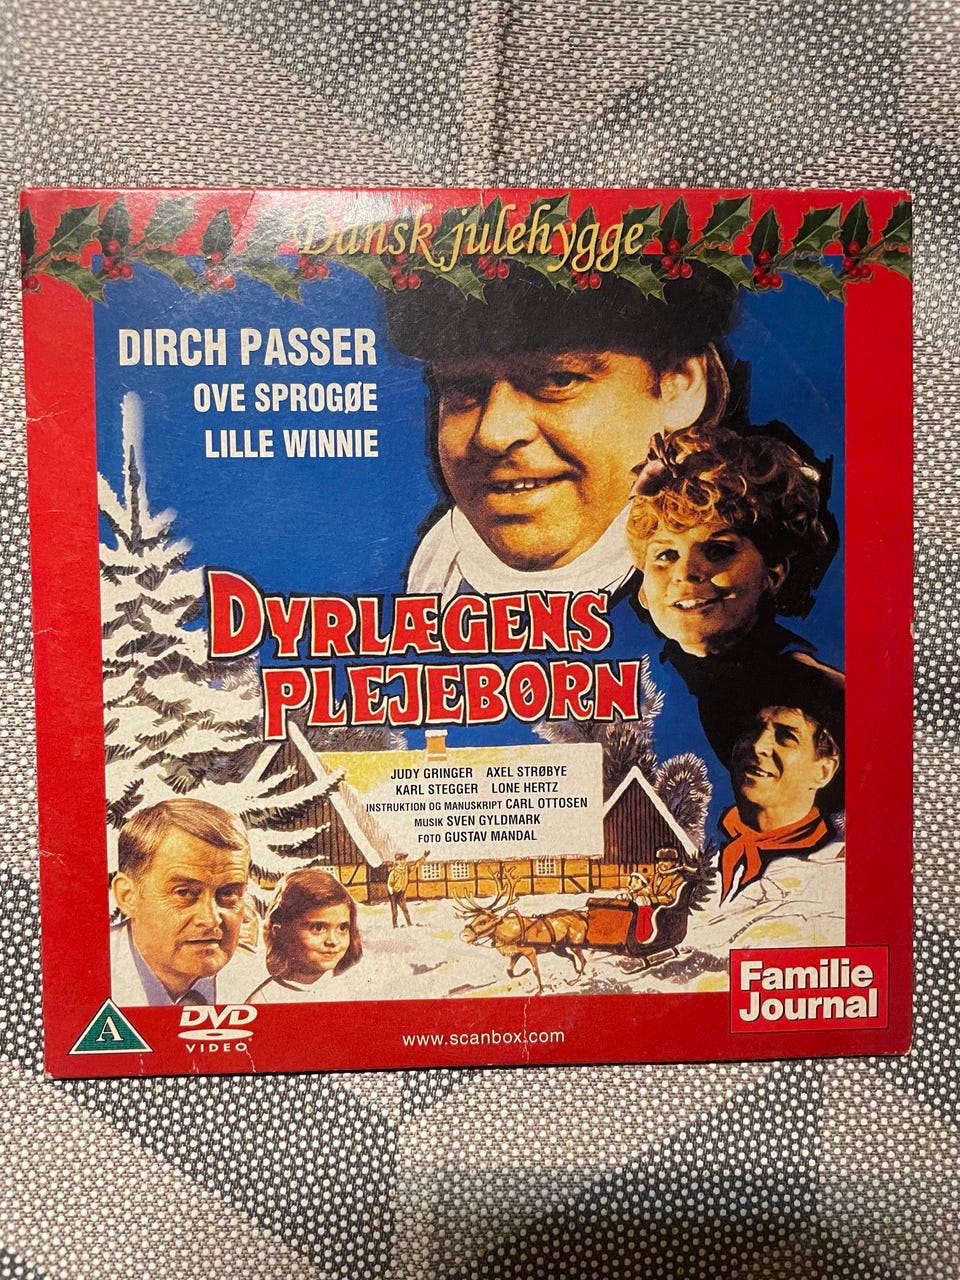 Dansk julehygge
DIRCH PASSER
OVE SPROGØE
LILLE WINNIE
DYRLÆGENS
PLEJEBØRN
JUDY GRINGER AXEL STRØBYE
KARL STEGGER LONE HERTZ
INSTRUKTION OG MANUSKRIPT CARL OTTOSEN
MUSIK SVEN GYLDMARK
FOTO GUSTAV MANDAL
Familie
Journal
A
DVD
VIDEO
www.scanbox.com